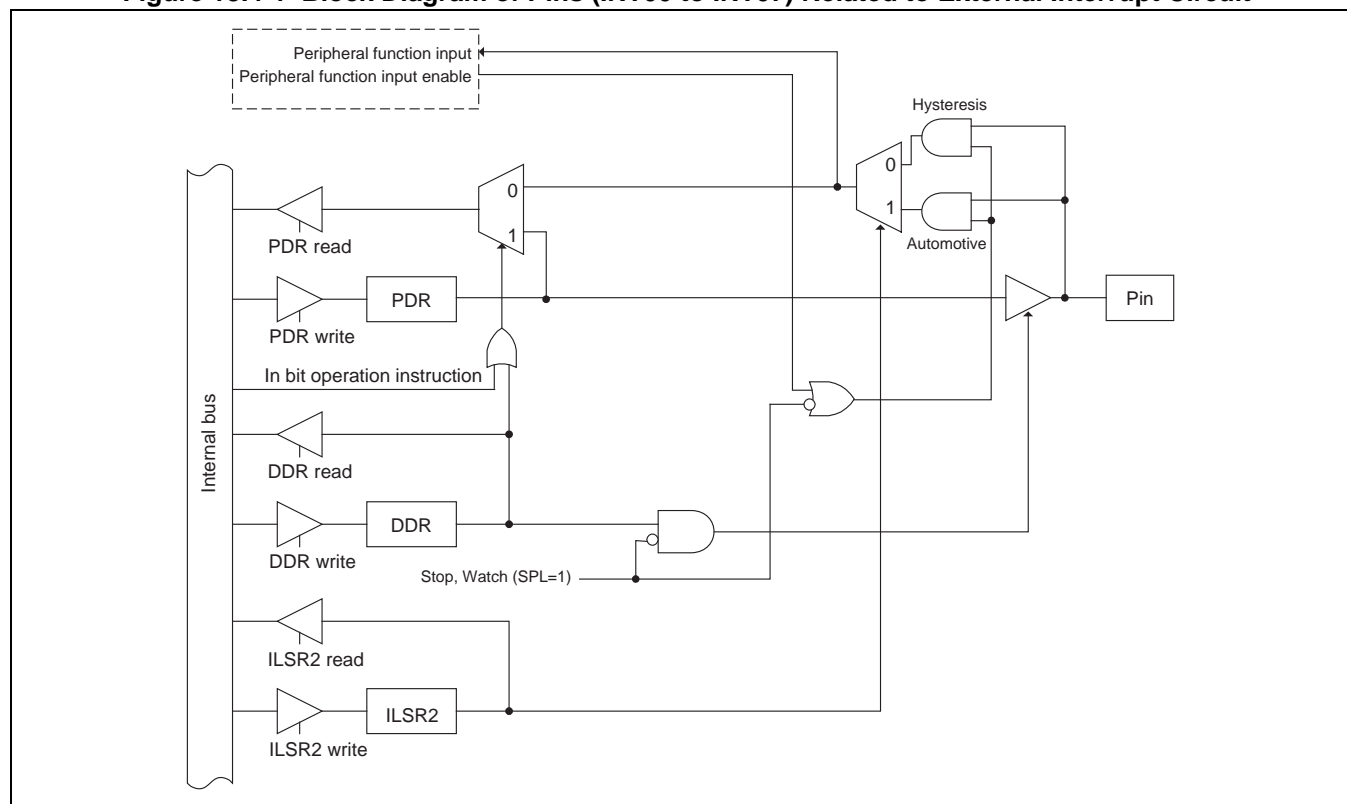 Peripheral function input
Peripheral function input enable
Hysteresis
0
1
Automotive
0
1
PDR read
PDR
PDR write
Pin
In bit operation instruction
Internal bus
DDR read
DDR
DDR write
Stop, Watch (SPL=1)
ILSR2 read
ILSR2
ILSR2 write